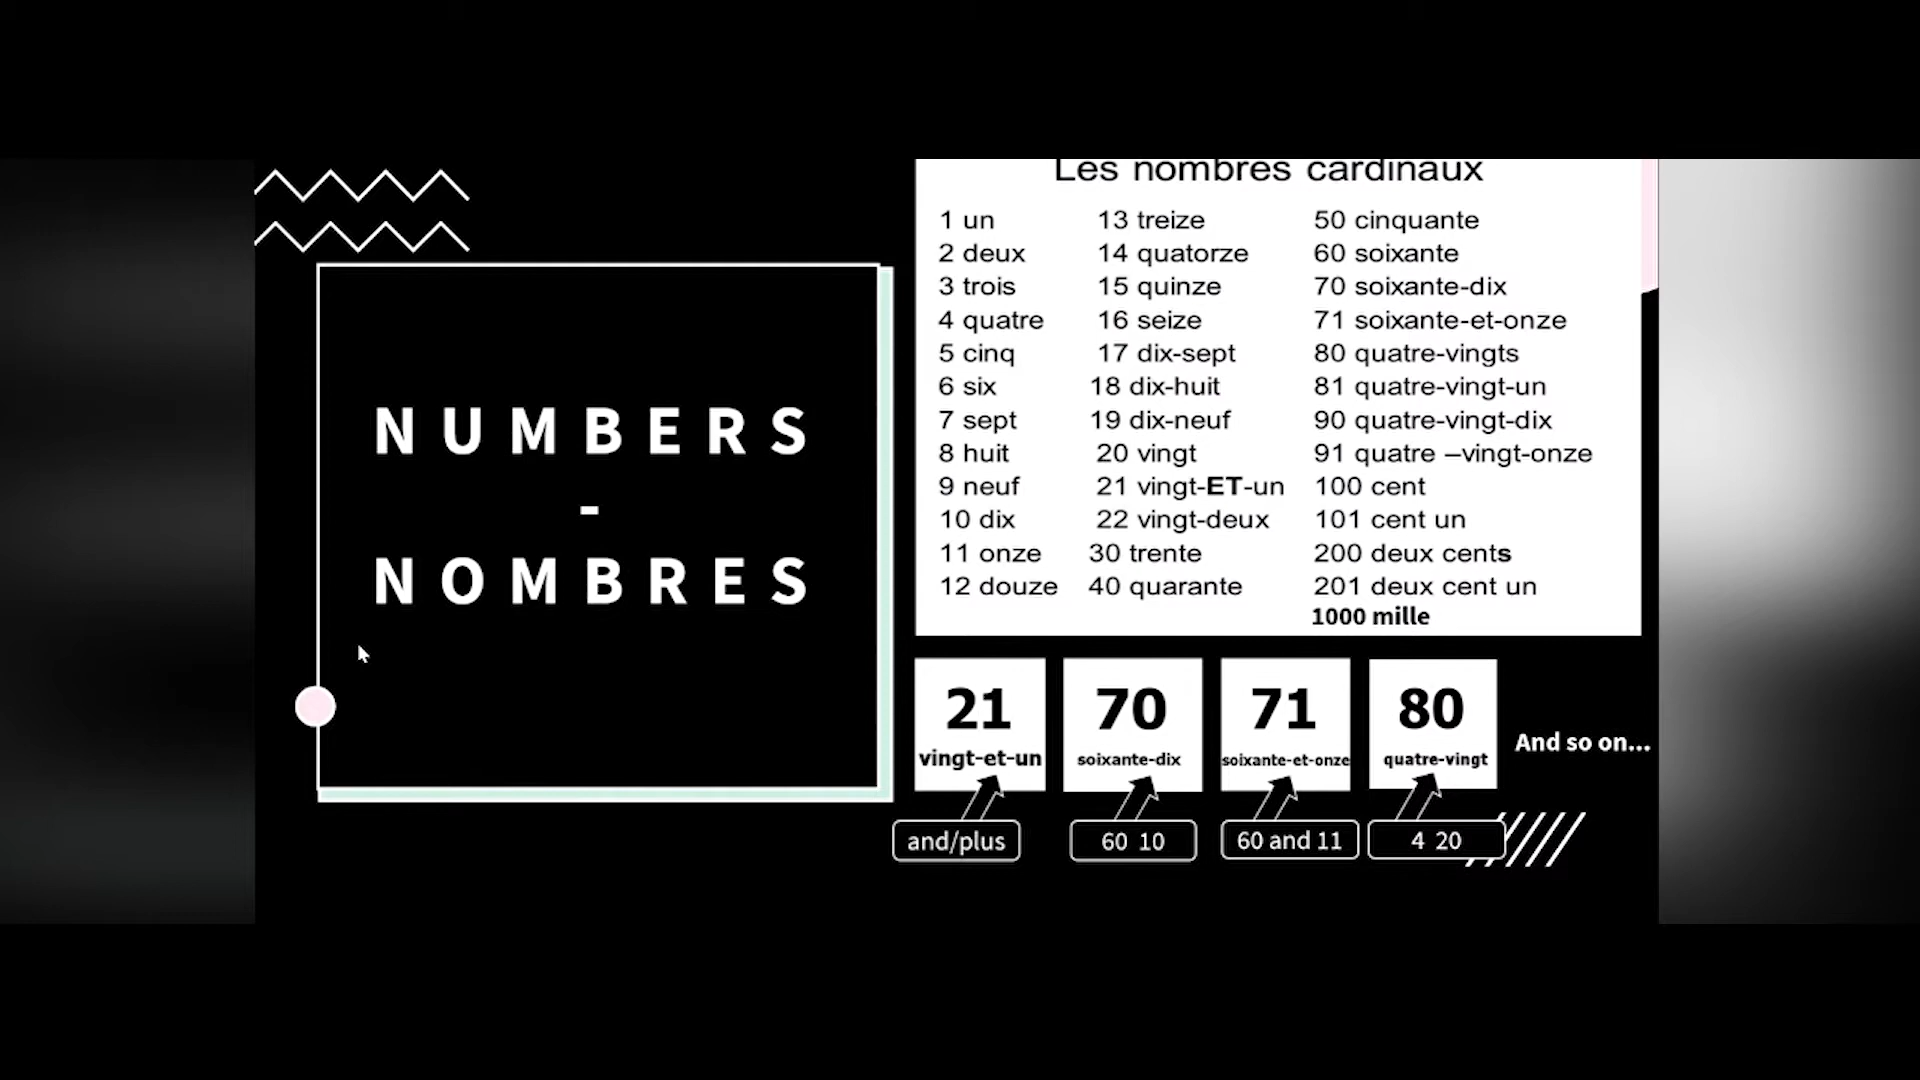 NUMBERS
-
NOMBRES
Les nombres cardinaux
1 un
2 deux
3 trois
4 quatre
5 cinq
6 six
7 sept
8 huit
9 neuf
10 dix
11 onze
12 douze
13 treize
14 quatorze
15 quinze
16 seize
17 dix-sept
18 dix-huit
19 dix-neuf
20 vingt
21 vingt-ET-un
22 vingt-deux
30 trente
40 quarante
50 cinquante
60 soixante
70 soixante-dix
71 soixante-et-onze
80 quatre-vingts
81 quatre-vingt-un
90 quatre-vingt-dix
91 quatre –vingt-onze
100 cent
101 cent un
200 deux cents
201 deux cent un
1000 mille
21
vingt-et-un
and/plus
70
soixante-dix
60 10
71
soixante-et-onze
60 and 11
80
quatre-vingt
4 20
And so on...